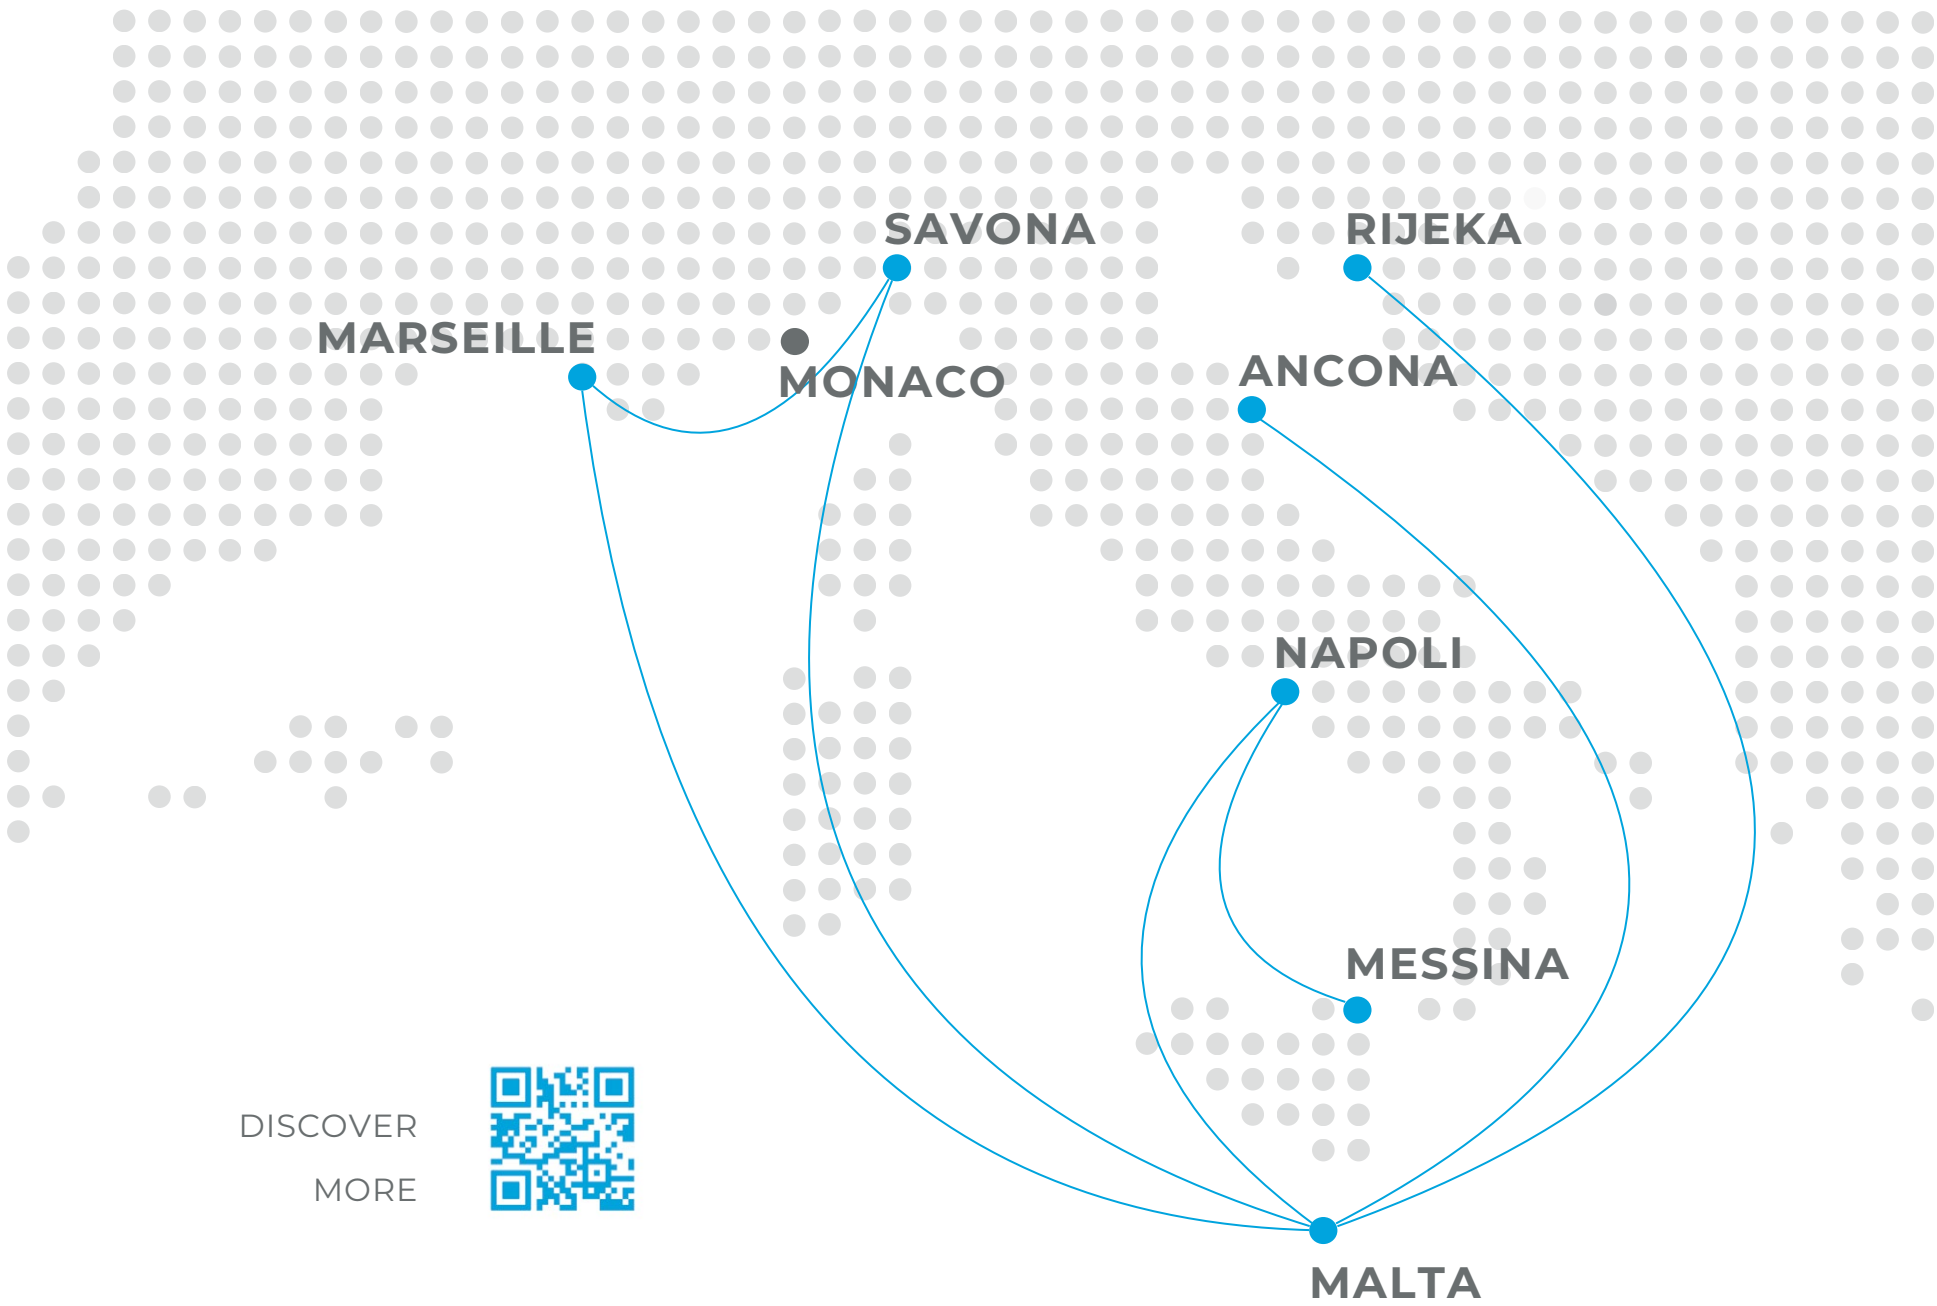 SAVONA
RIJEKA
MARSEILLE
MONACO
ANCONA
NAPOLI
MESSINA
DISCOVER
MORE
MALTA